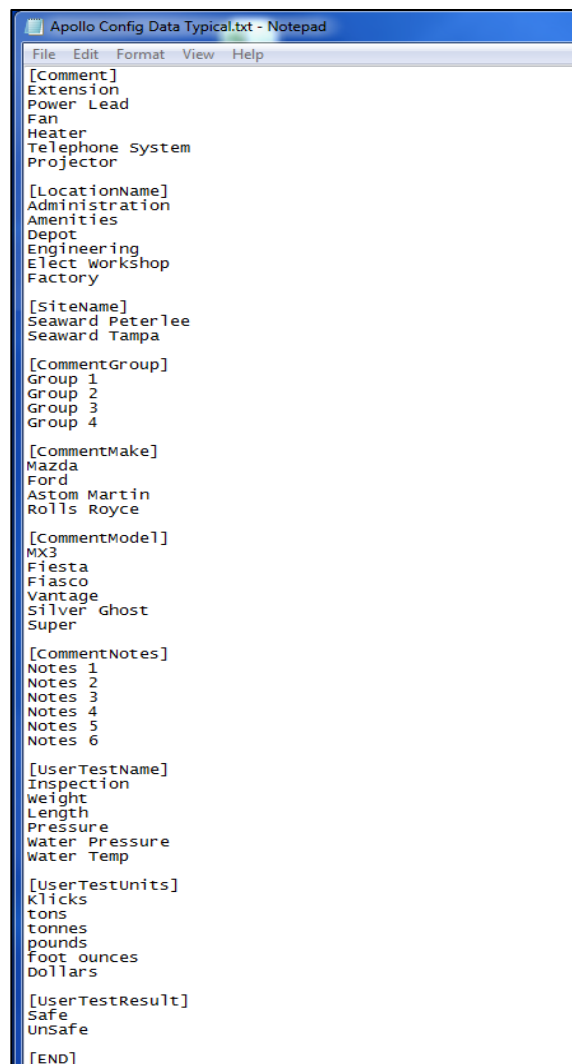 Apollo Config Data Typical.txt - Notepad
File Edit Format View Help
[Comment]
Extension
Power Lead
Fan
Heater
Telephone System
Projector
[LocationName]
Administration
Amenities
Depot
Engineering
Elect Workshop
Factory
[SiteName]
Seaward Peterlee
Seaward Tampa
[CommentGroup]
Group 1
Group 2
Group 3
Group 4
[CommentMake]
Mazda
Ford
Astom Martin
Rolls Royce
[CommentModel]
MX3
Fiesta
Fiasco
Vantage
Silver Ghost
Super
[CommentNotes]
Notes 1
Notes 2
Notes 3
Notes 4
Notes 5
Notes 6
[UserTestName]
Inspection
Weight
Length
Pressure
Water Pressure
Water Temp
[UserTestUnits]
Klicks
tons
tonnes
pounds
foot ounces
Dollars
[UserTestResult]
Safe
UnSafe
[END]